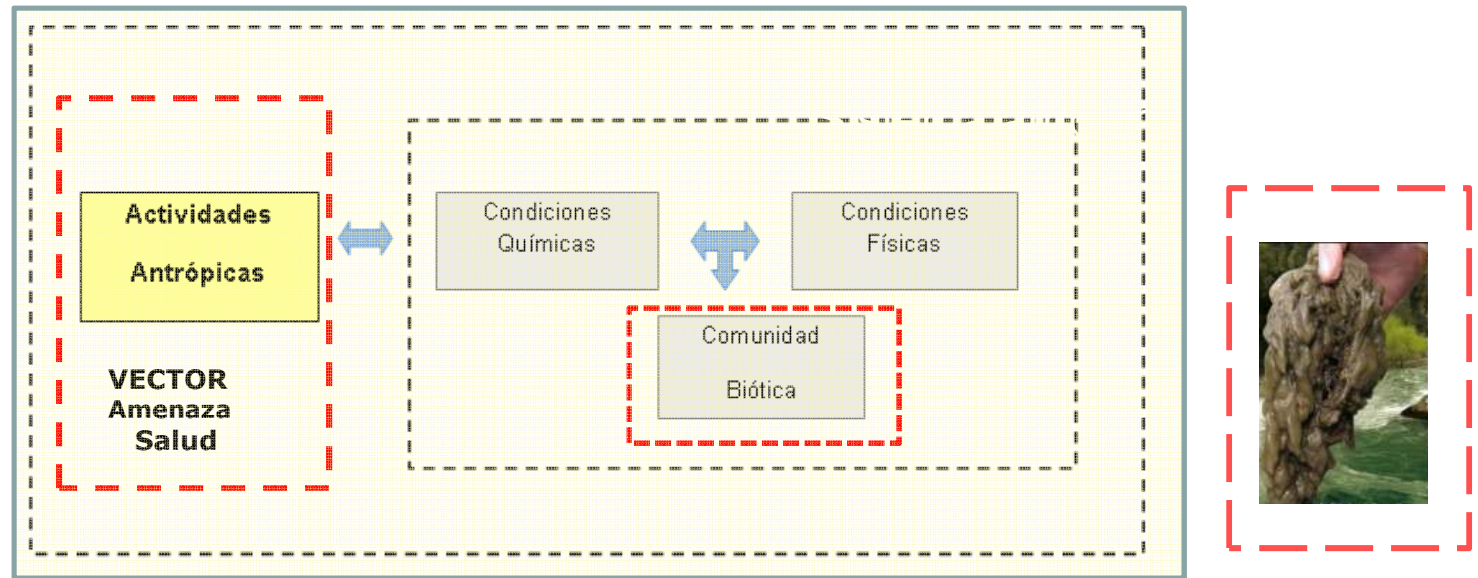 Actividades
Antrópicas
VECTOR
Amenaza
Salud
Condiciones
Químicas
Condiciones
Físicas
Comunidad
Biótica